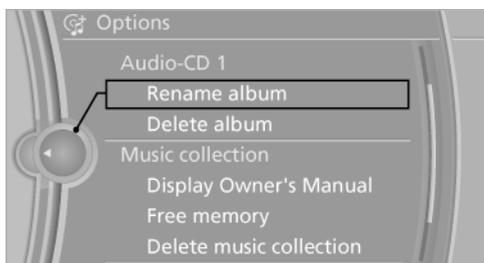 Options
Audio-CD 1
Rename album
Delete album
Music collection
Display Owner's Manual
Free memory
Delete music collection